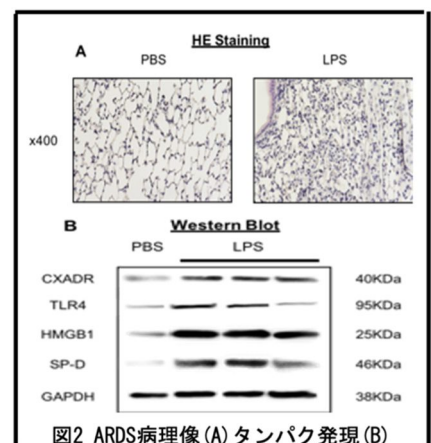 HE Staining
A
PBS LPS
x400
B
Western Blot
PBS LPS
CXADR 40KDa
TLR4 95KDa
HMGB1 25KDa
SP-D 46KDa
GAPDH 38KDa
図2 ARDS病理像(A)タンパク発現(B)